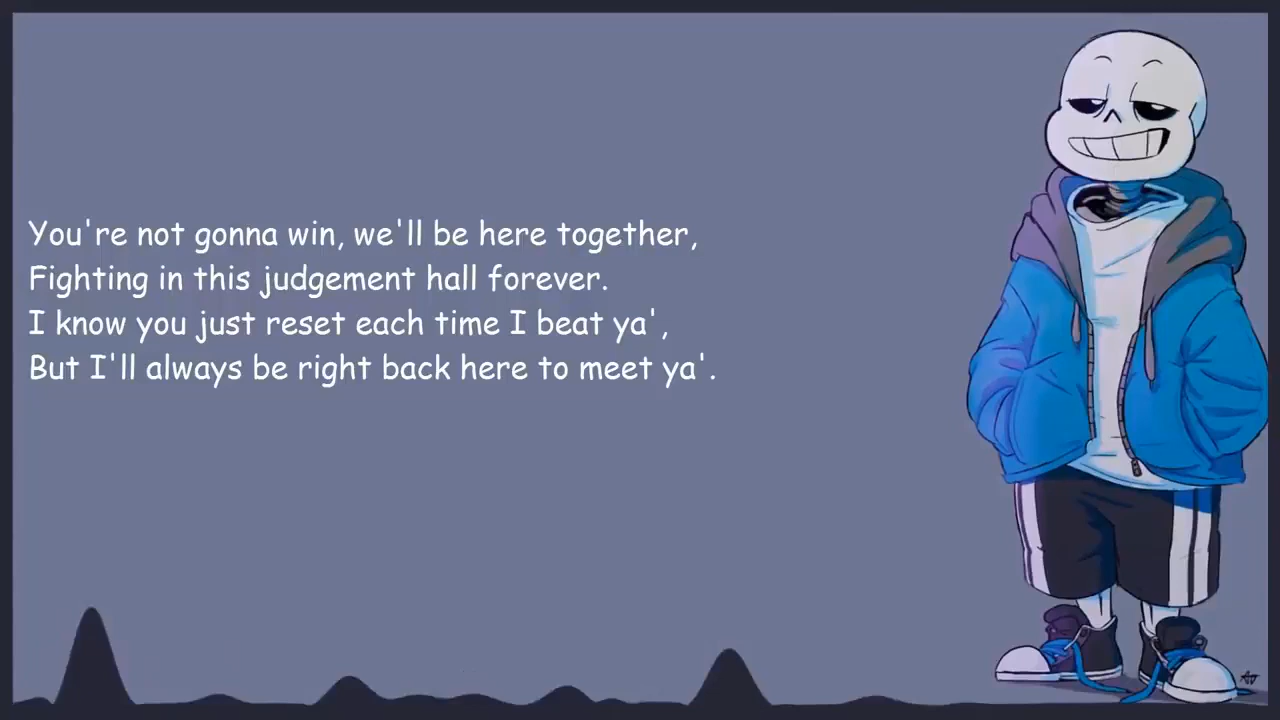 You're not gonna win, we'll be here together,
Fighting in this judgement hall forever.
I know you just reset each time I beat ya',
But I'll always be right back here to meet ya'.